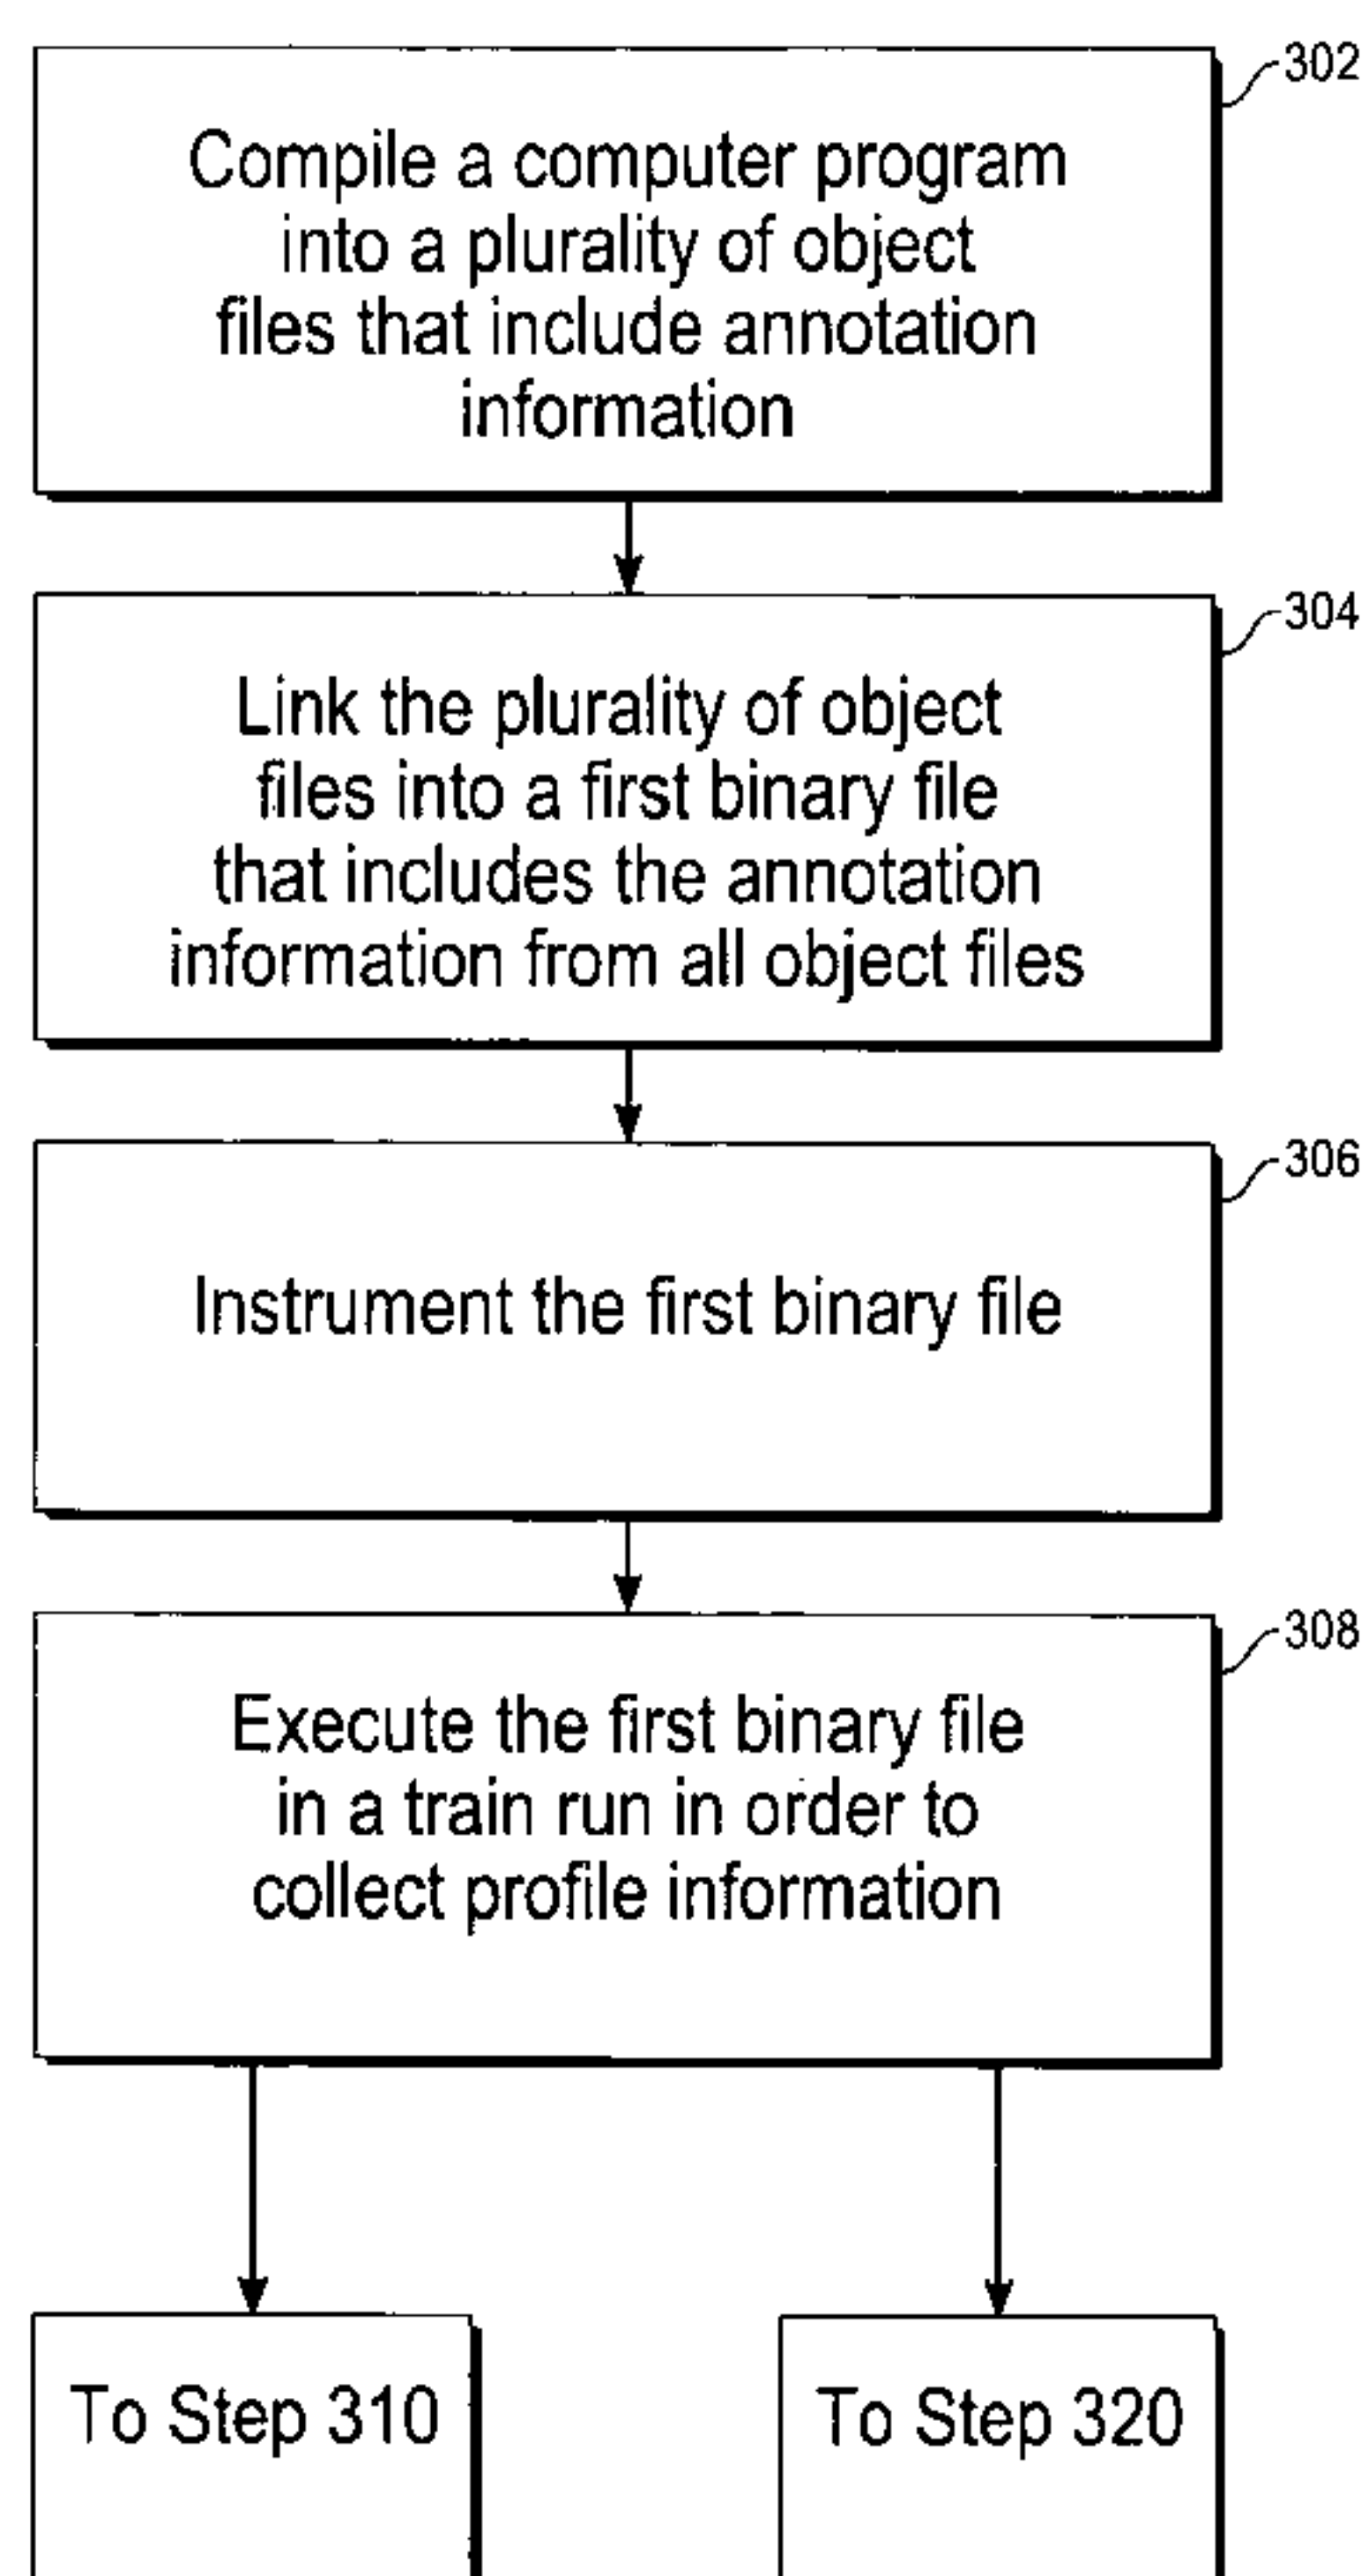 302
Compile a computer program
into a plurality of object
files that include annotation
information
304
Link the plurality of object
files into a first binary file
that includes the annotation
information from all object files
306
Instrument the first binary file
308
Execute the first binary file
in a train run in order to
collect profile information
To Step 310
To Step 320